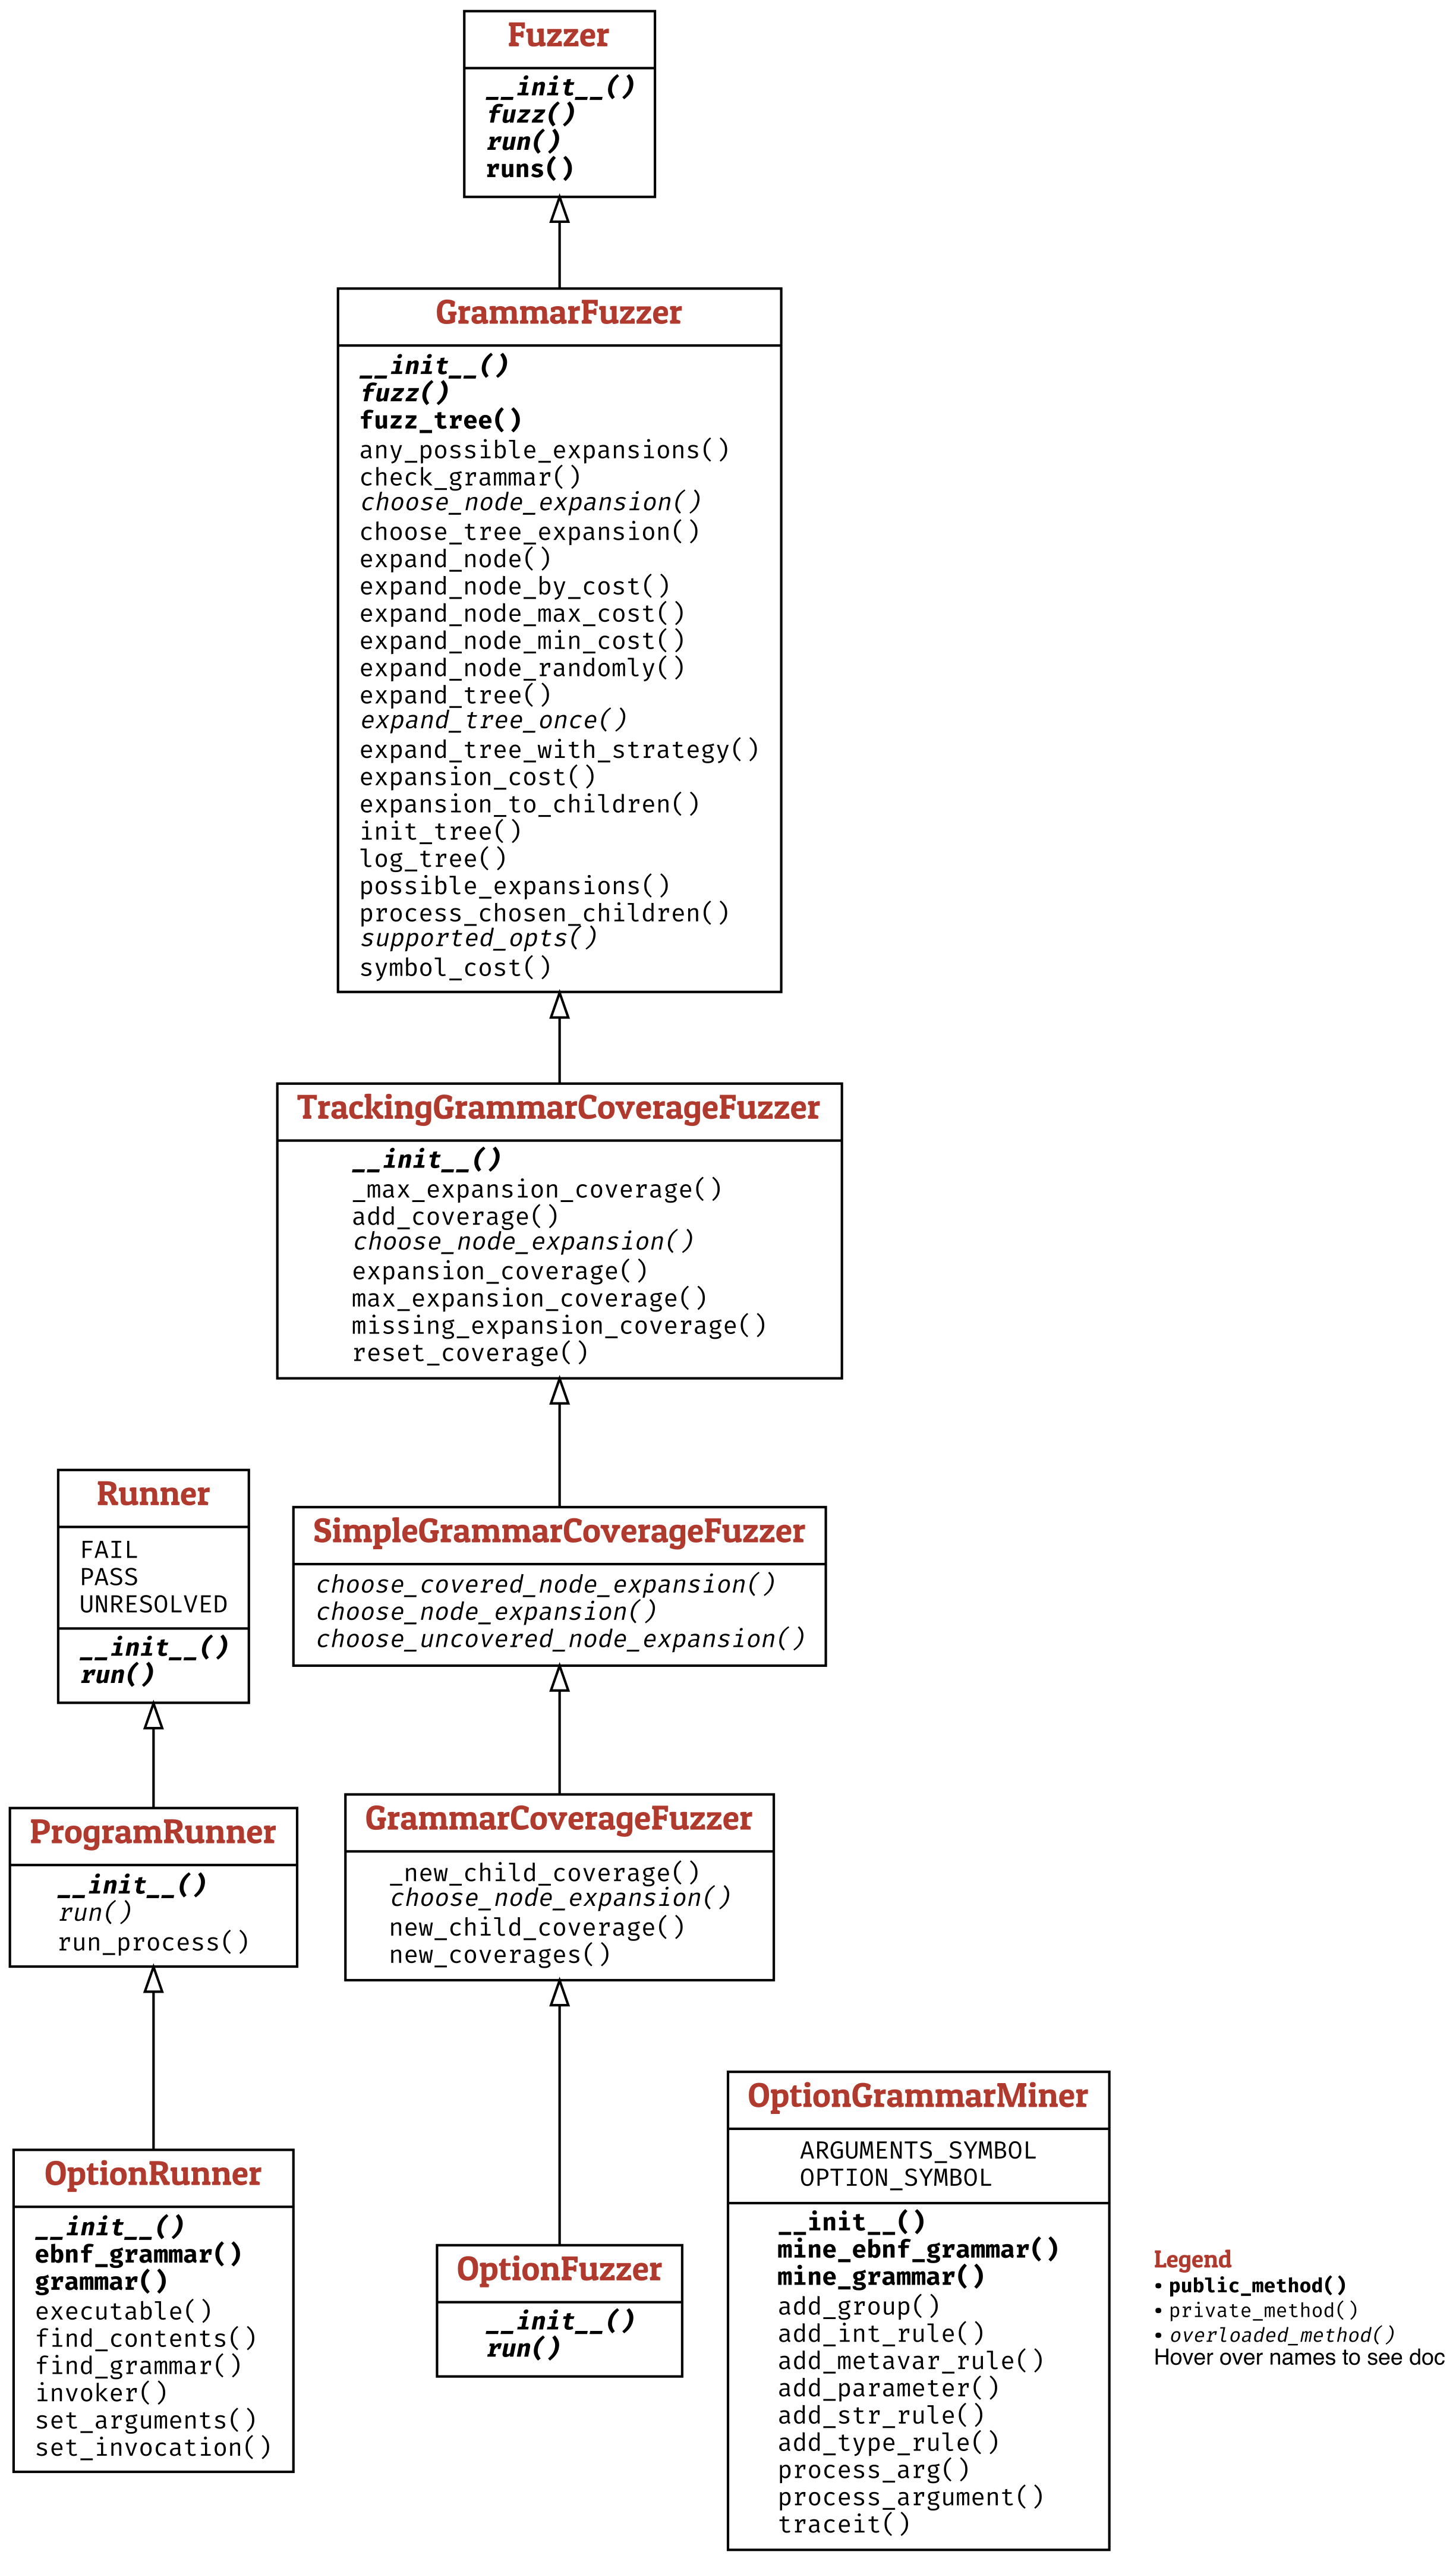 Fuzzer
__init__()
fuzz()
run()
runs()
GrammarFuzzer
__init__()
fuzz()
fuzz_tree()
any_possible_expansions()
check_grammar()
choose_node_expansion()
choose_tree_expansion()
expand_node()
expand_node_by_cost()
expand_node_max_cost()
expand_node_min_cost()
expand_node_randomly()
expand_tree()
expand_tree_once()
expand_tree_with_strategy()
expansion_cost()
expansion_to_children()
init_tree()
log_tree()
possible_expansions()
process_chosen_children()
supported_opts()
symbol_cost()
TrackingGrammarCoverageFuzzer
__init__()
_max_expansion_coverage()
add_coverage()
choose_node_expansion()
expansion_coverage()
max_expansion_coverage()
missing_expansion_coverage()
reset_coverage()
Runner
FAIL
PASS
UNRESOLVED
__init__()
run()
SimpleGrammarCoverageFuzzer
choose_covered_node_expansion()
choose_node_expansion()
choose_uncovered_node_expansion()
ProgramRunner
__init__()
run()
run_process()
GrammarCoverageFuzzer
_new_child_coverage()
choose_node_expansion()
new_child_coverage()
new_coverages()
OptionRunner
__init__()
ebnf_grammar()
grammar()
executable()
find_contents()
find_grammar()
invoker()
set_arguments()
set_invocation()
OptionFuzzer
__init__()
run()
OptionGrammarMiner
ARGUMENTS_SYMBOL
OPTION_SYMBOL
__init__()
mine_ebnf_grammar()
mine_grammar()
add_group()
add_int_rule()
add_metavar_rule()
add_parameter()
add_str_rule()
add_type_rule()
process_arg()
process_argument()
traceit()
Legend
• public_method()
• private_method()
• overloaded_method()
Hover over names to see doc